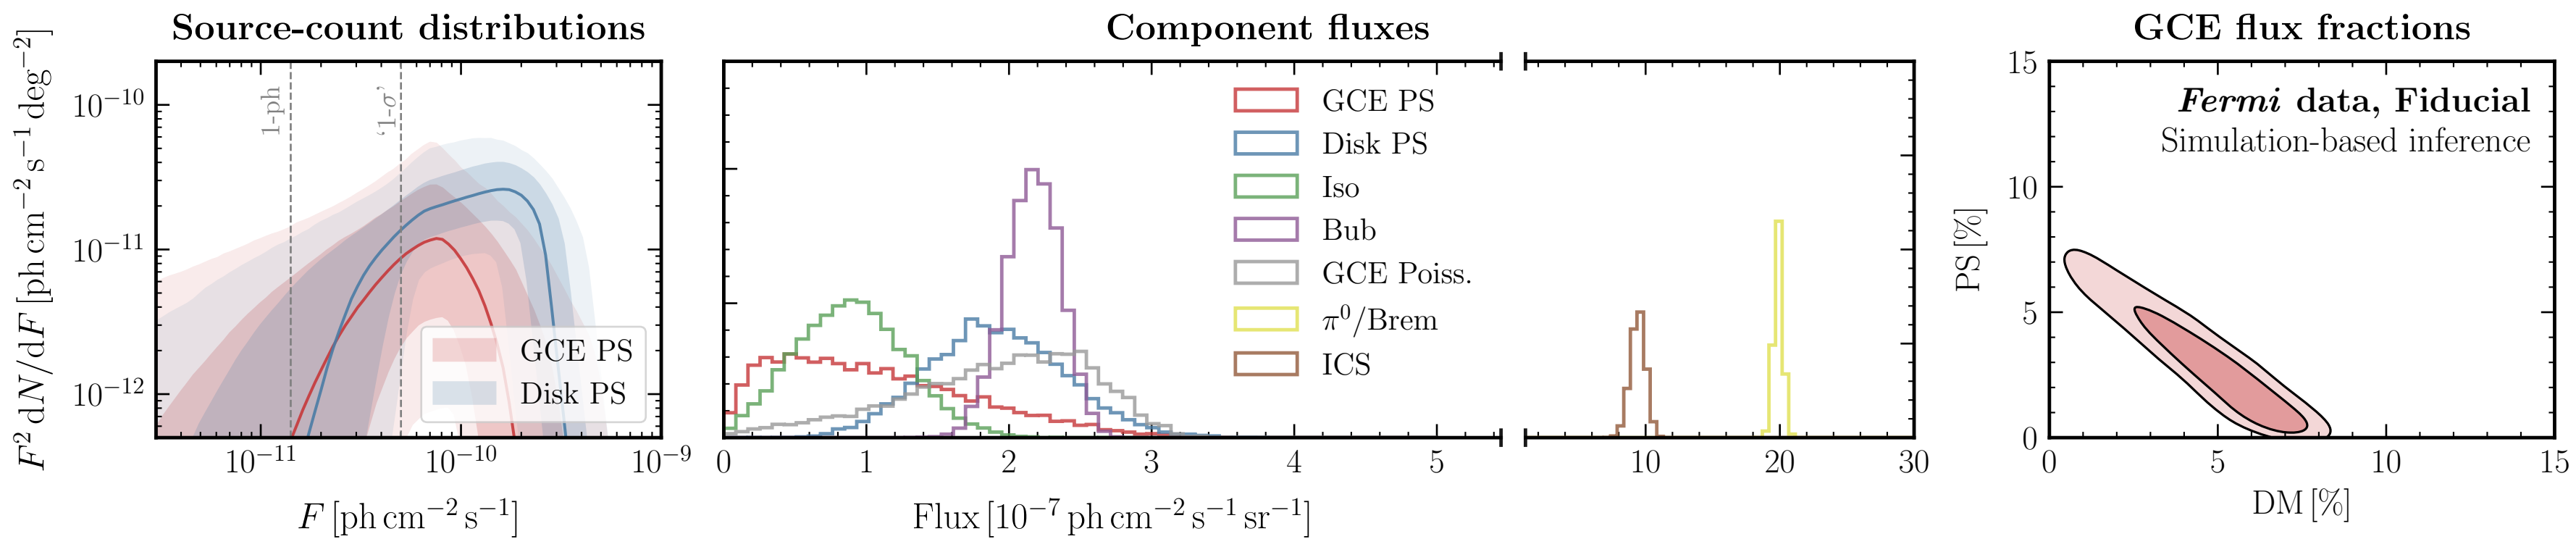 Source-count distributions
F² dN/dF [ph cm⁻² s⁻¹ deg⁻²]
10⁻¹⁰
10⁻¹¹
10⁻¹²
1-ph
‘1-σ’
GCE PS
Disk PS
10⁻¹¹ 10⁻¹⁰ 10⁻⁹
F [ph cm⁻² s⁻¹]
Component fluxes
GCE PS
Disk PS
Iso
Bub
GCE Poiss.
π⁰/Brem
ICS
0 1 2 3 4 5 10 20 30
Flux [10⁻⁷ ph cm⁻² s⁻¹ sr⁻¹]
GCE flux fractions
Fermi data, Fiducial
Simulation-based inference
PS [%]
15
10
5
0
0 5 10 15
DM [%]